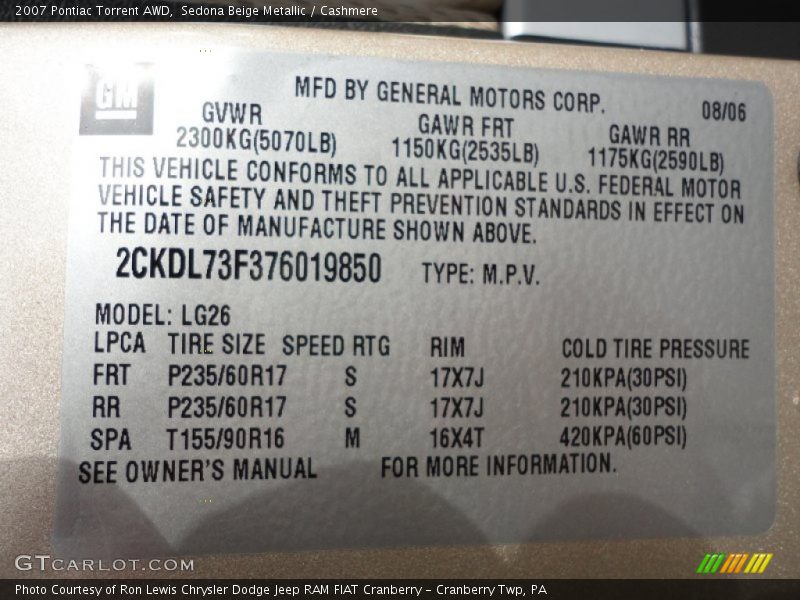 2007 Pontiac Torrent AWD,  Sedona Beige Metallic / Cashmere
GM
MFD BY GENERAL MOTORS CORP.
08/06
GVWR
GAWR FRT
GAWR RR
2300KG(5070LB)
1150KG(2535LB)
1175KG(2590LB)
THIS VEHICLE CONFORMS TO ALL APPLICABLE U.S. FEDERAL MOTOR
VEHICLE SAFETY AND THEFT PREVENTION STANDARDS IN EFFECT ON
THE DATE OF MANUFACTURE SHOWN ABOVE.
2CKDL73F376019850 TYPE: M.P.V.
MODEL: LG26
LPCA TIRE SIZE SPEED RTG RIM COLD TIRE PRESSURE
FRT P235/60R17 S 17X7J 210KPA(30PSI)
RR P235/60R17 S 17X7J 210KPA(30PSI)
SPA T155/90R16 M 16X4T 420KPA(60PSI)
SEE OWNER'S MANUAL FOR MORE INFORMATION.
GTCARLOT.COM
Photo Courtesy of Ron Lewis Chrysler Dodge Jeep RAM FIAT Cranberry – Cranberry Twp, PA